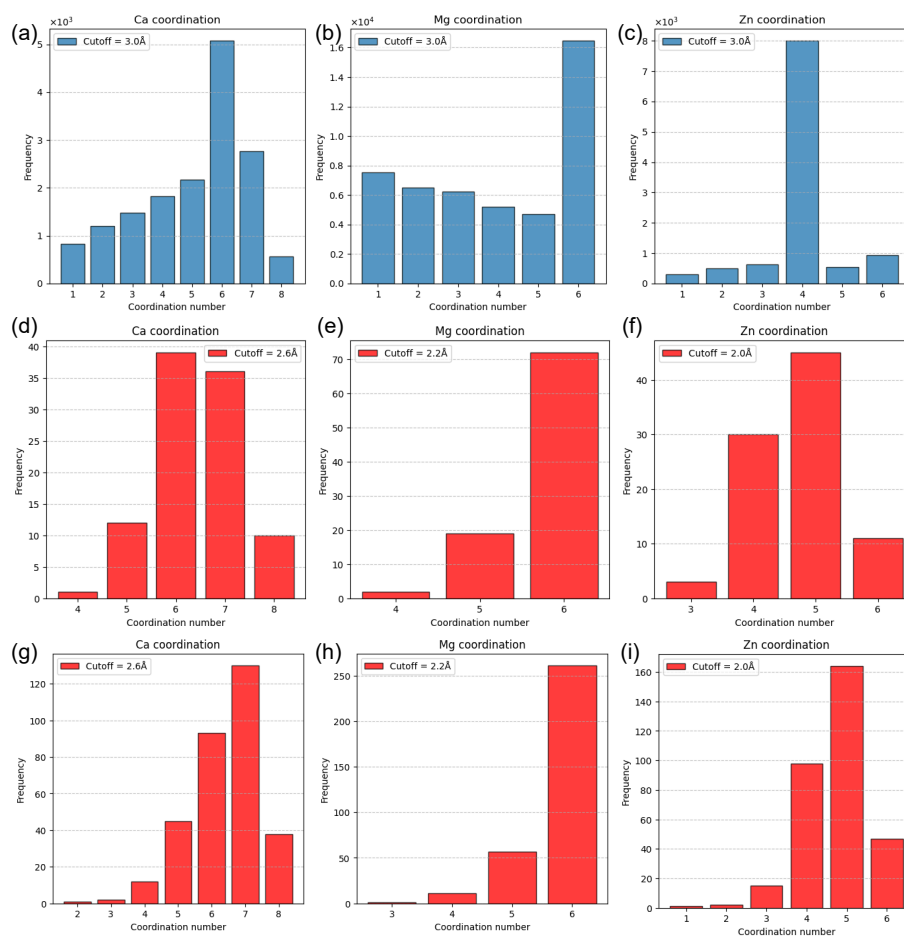 (a)
Ca coordination
×10³
Cutoff = 3.0Å
5
4
3
2
1
0
Frequency
1 2 3 4 5 6 7 8
Coordination number
(b)
Mg coordination
×10⁴
Cutoff = 3.0Å
1.6
1.4
1.2
1.0
0.8
0.6
0.4
0.2
0.0
Frequency
1 2 3 4 5 6
Coordination number
(c)
Zn coordination
×10³
Cutoff = 3.0Å
8
7
6
5
4
3
2
1
0
Frequency
1 2 3 4 5 6
Coordination number
(d)
Ca coordination
Cutoff = 2.6Å
40
35
30
25
20
15
10
5
0
Frequency
4 5 6 7 8
Coordination number
(e)
Mg coordination
Cutoff = 2.2Å
70
60
50
40
30
20
10
0
Frequency
4 5 6
Coordination number
(f)
Zn coordination
Cutoff = 2.0Å
40
30
20
10
0
Frequency
3 4 5 6
Coordination number
(g)
Ca coordination
Cutoff = 2.6Å
120
100
80
60
40
20
0
Frequency
2 3 4 5 6 7 8
Coordination number
(h)
Mg coordination
Cutoff = 2.2Å
250
200
150
100
50
0
Frequency
3 4 5 6
Coordination number
(i)
Zn coordination
Cutoff = 2.0Å
160
140
120
100
80
60
40
20
0
Frequency
1 2 3 4 5 6
Coordination number